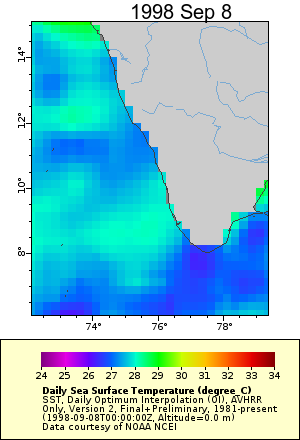 1998 Sep 8
14°
12°
10°
8°
74°
76°
78°
24 25 26 27 28 29 30 31 32 33 34
Daily Sea Surface Temperature (degree_C)
SST, Daily Optimum Interpolation (OI), AVHRR
Only, Version 2, Final+Preliminary, 1981-present
(1998-09-08T00:00:00Z, Altitude=0.0 m)
Data courtesy of NOAA NCEI